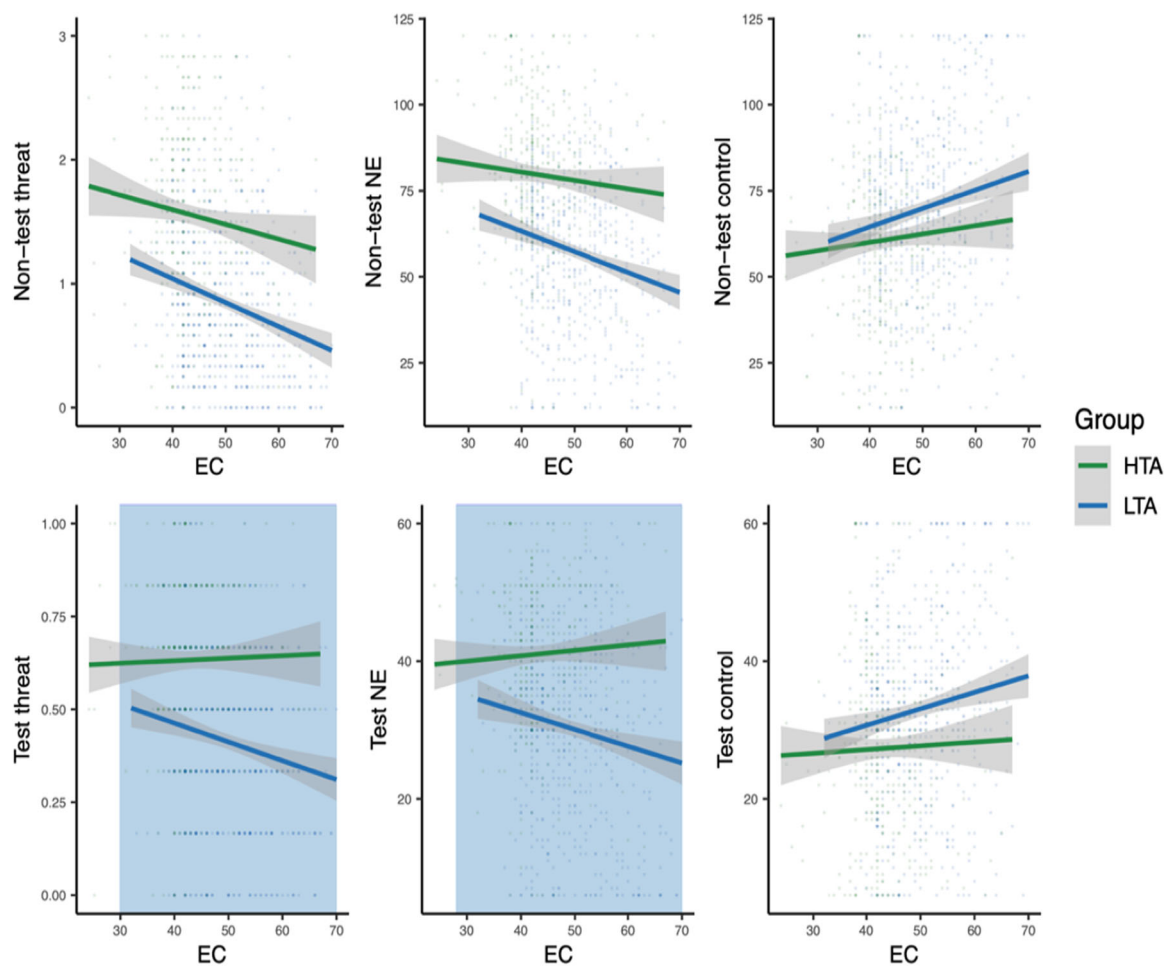 Non-test threat
3
2
1
0
30 40 50 60 70
EC
Non-test NE
125
100
75
50
25
30 40 50 60 70
EC
Non-test control
125
100
75
50
25
30 40 50 60 70
EC
Group
HTA
LTA
Test threat
1.00
0.75
0.50
0.25
0.00
30 40 50 60 70
EC
Test NE
60
40
20
30 40 50 60 70
EC
Test control
60
40
20
30 40 50 60 70
EC